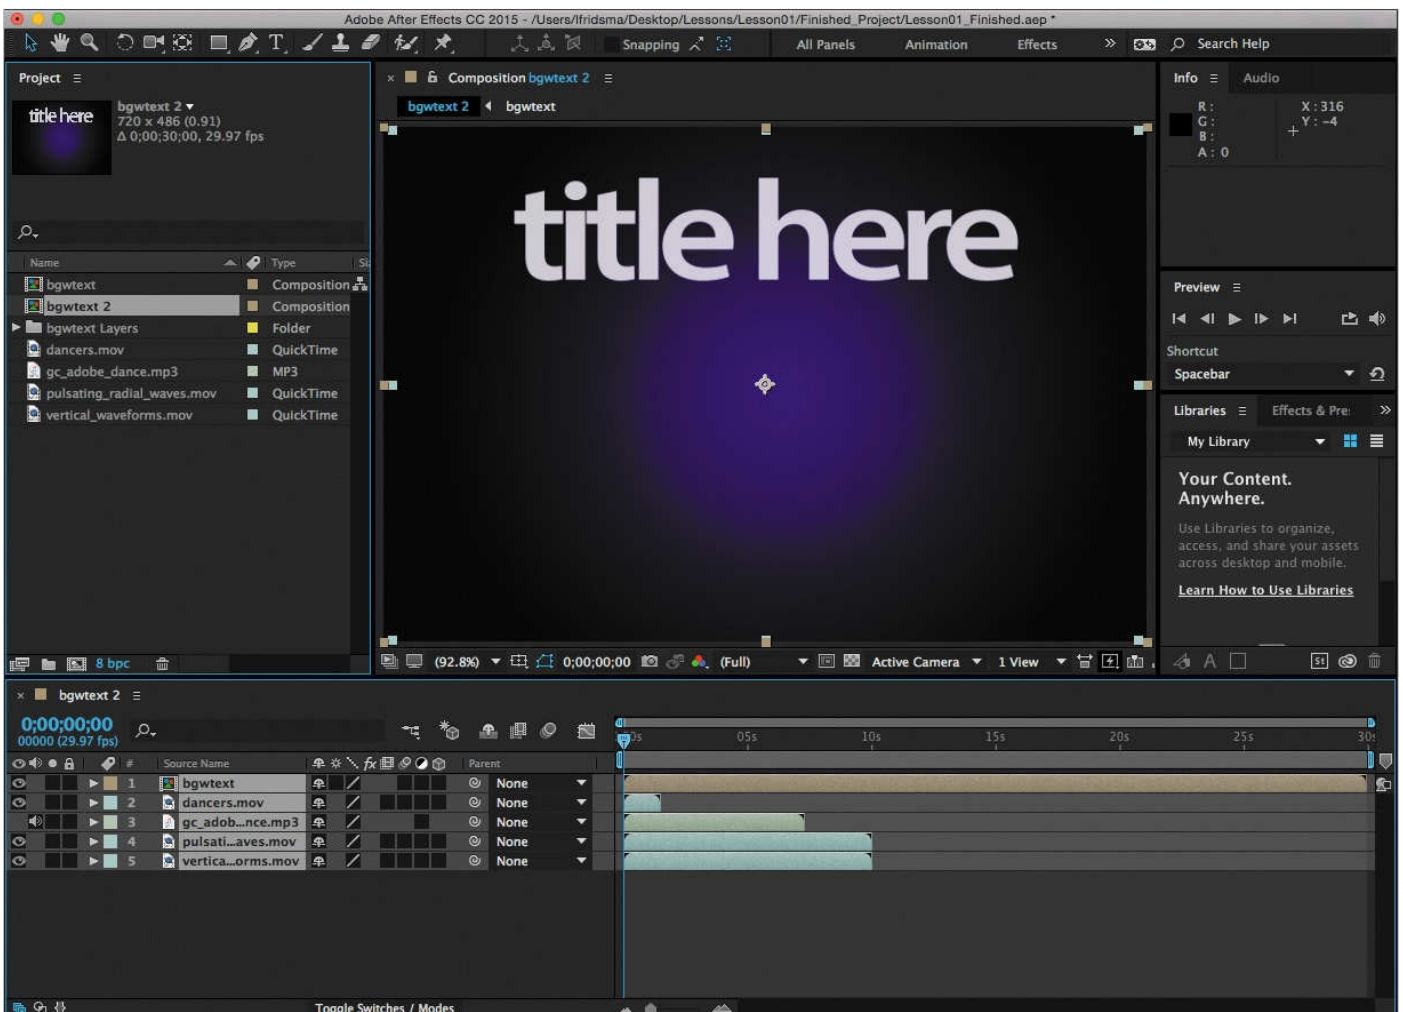 Adobe After Effects CC 2015 - /Users/lfridsma/Desktop/Lessons/Lesson01/Finished_Project/Lesson01_Finished.aep *
Snapping
All Panels
Animation
Effects
Search Help
Project
bgwtext 2
720 x 486 (0.91)
Δ 0;00;30;00, 29.97 fps
title here
Name
Type
bgwtext
Composition
bgwtext 2
Composition
bgwtext Layers
Folder
dancers.mov
QuickTime
gc_adobe_dance.mp3
MP3
pulsating_radial_waves.mov
QuickTime
vertical_waveforms.mov
QuickTime
8 bpc
Composition bgwtext 2
bgwtext 2
bgwtext
title here
(92.8%)
0;00;00;00
(Full)
Active Camera
1 View
Info
Audio
R :
G :
B :
A : 0
X : 316
Y : -4
Preview
Shortcut
Spacebar
Libraries
Effects & Pre
My Library
Your Content.
Anywhere.
Use Libraries to organize,
access, and share your assets
across desktop and mobile.
Learn How to Use Libraries
St
bgwtext 2
0;00;00;00
00000 (29.97 fps)
05s
10s
15s
20s
25s
# Source Name
fx
Parent
1 bgwtext
None
2 dancers.mov
None
3 gc_adob...nce.mp3
None
4 pulsati...aves.mov
None
5 vertica...orms.mov
None
Toggle Switches / Modes